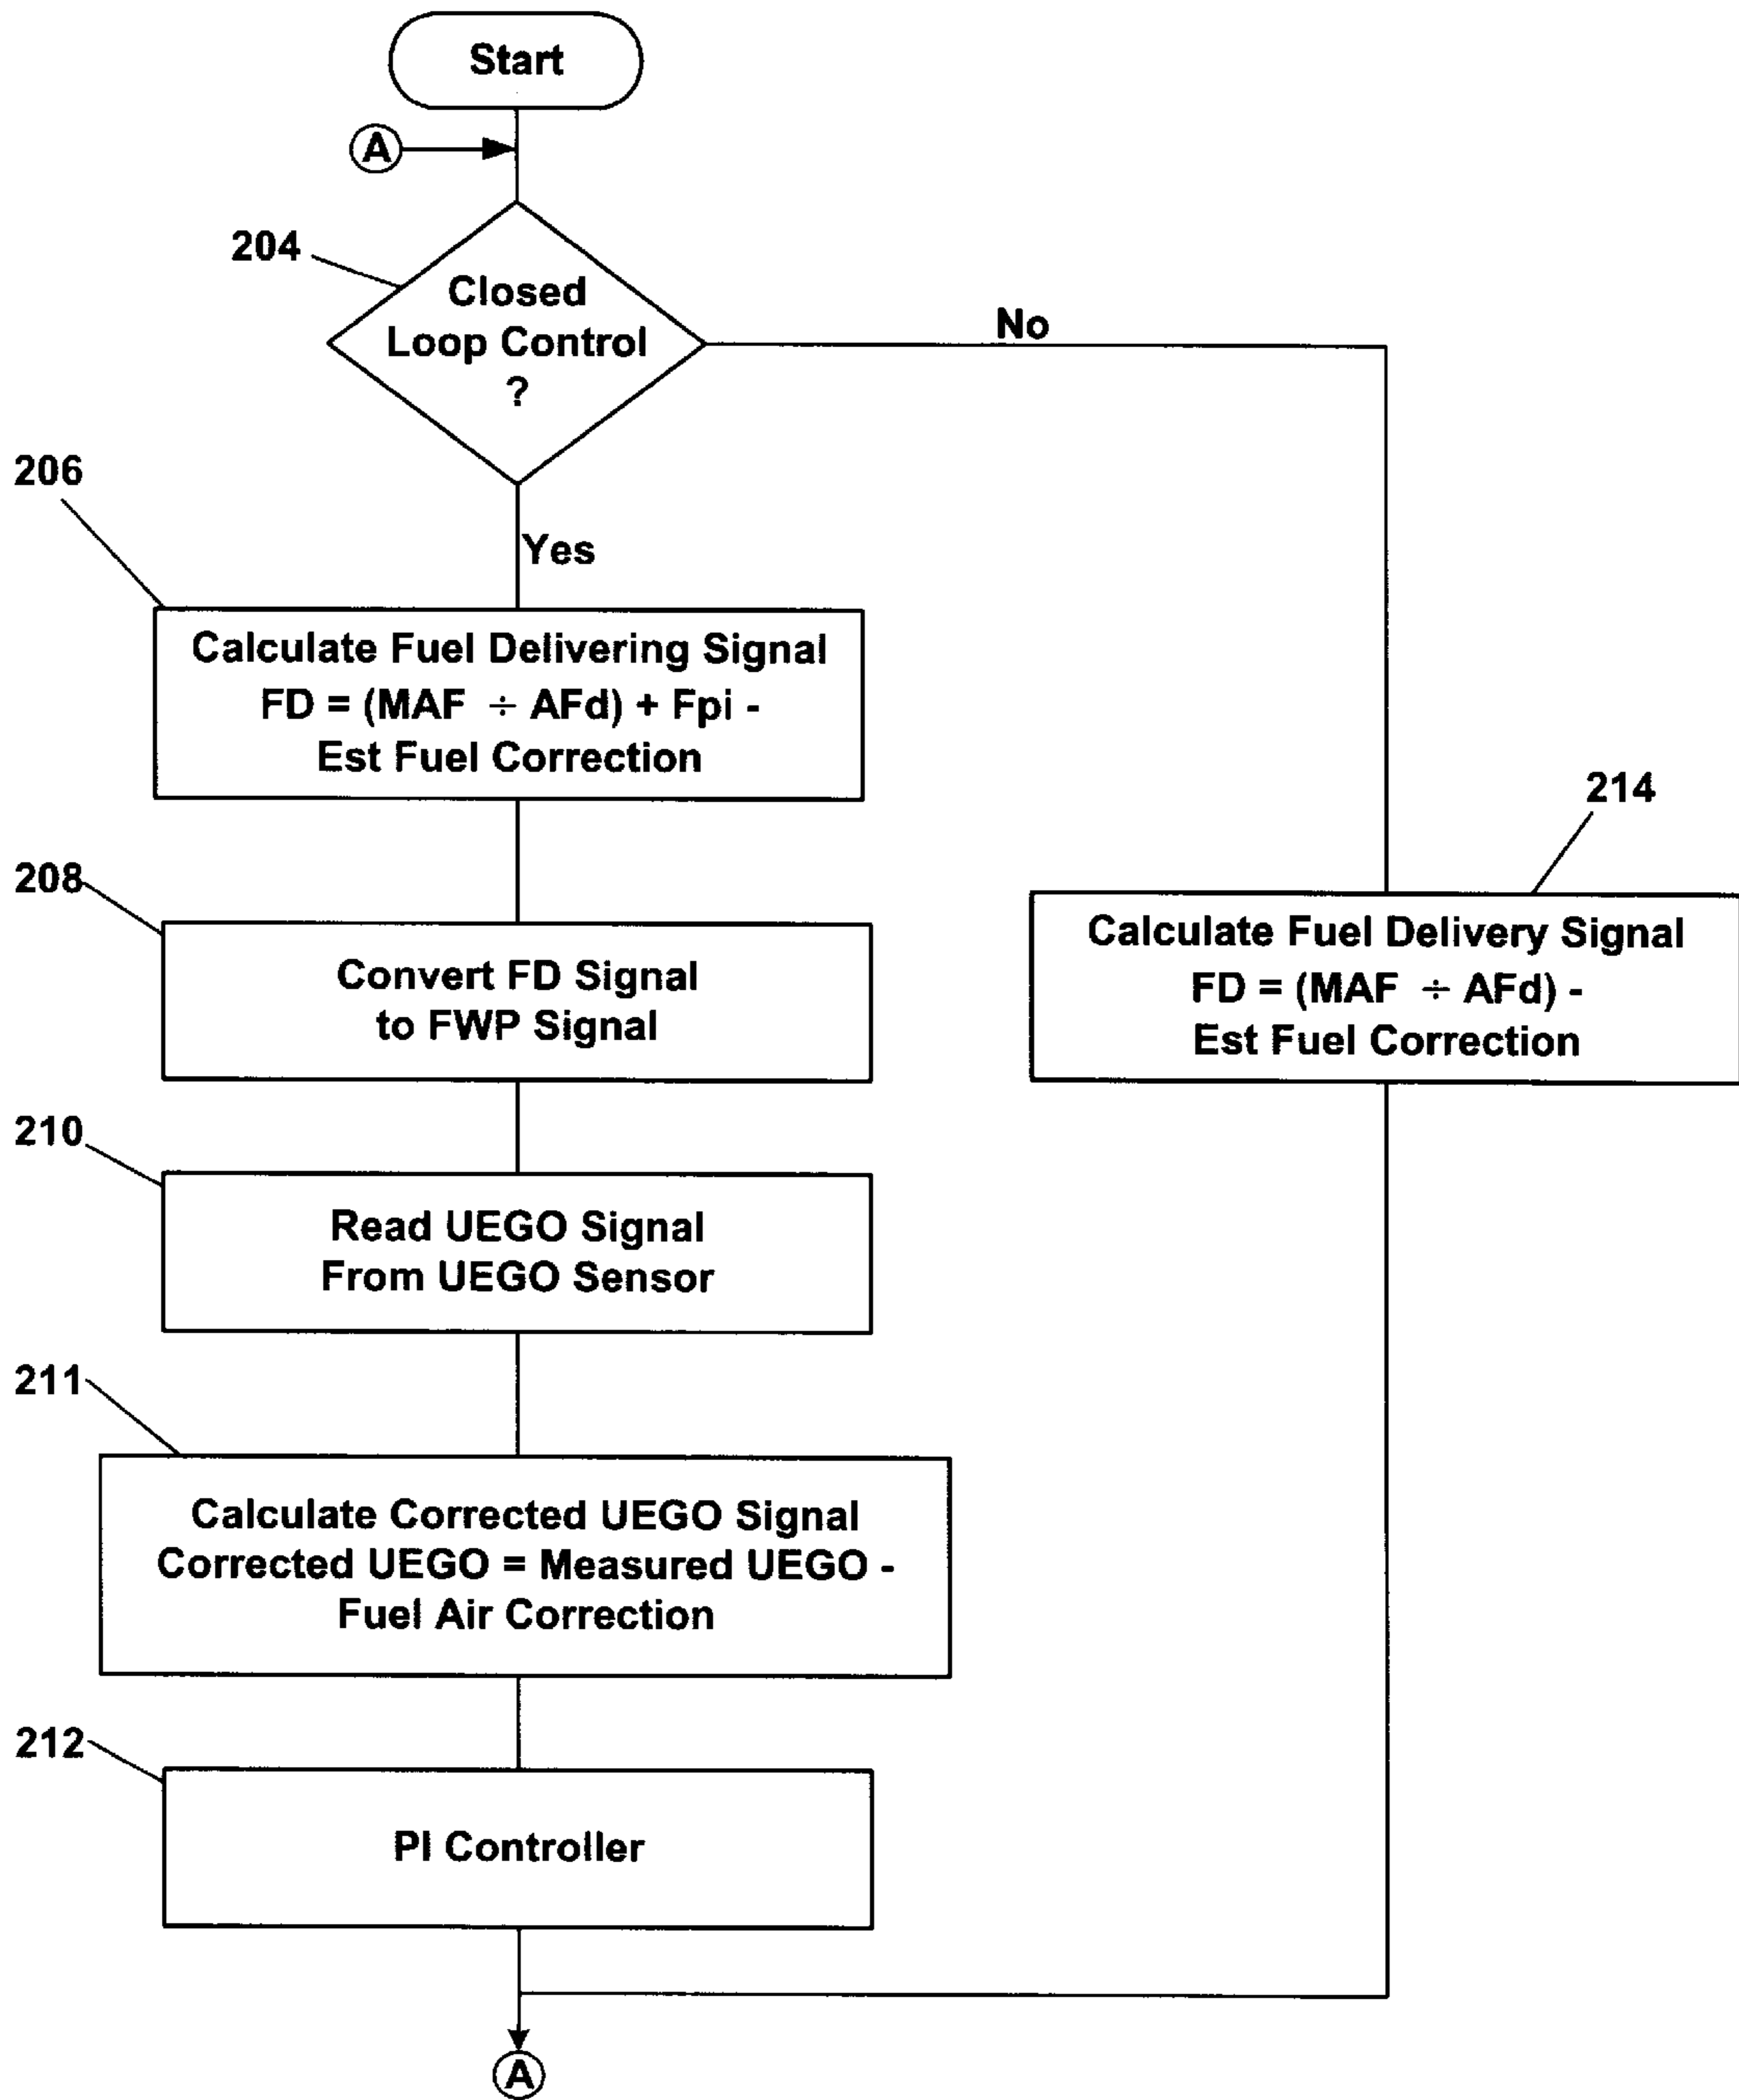 Start
A
204
Closed
Loop Control
?
No
Yes
206
Calculate Fuel Delivering Signal
FD = (MAF ÷ AFd) + Fpi -
Est Fuel Correction
208
Convert FD Signal
to FWP Signal
214
Calculate Fuel Delivery Signal
FD = (MAF ÷ AFd) -
Est Fuel Correction
210
Read UEGO Signal
From UEGO Sensor
211
Calculate Corrected UEGO Signal
Corrected UEGO = Measured UEGO -
Fuel Air Correction
212
PI Controller
A